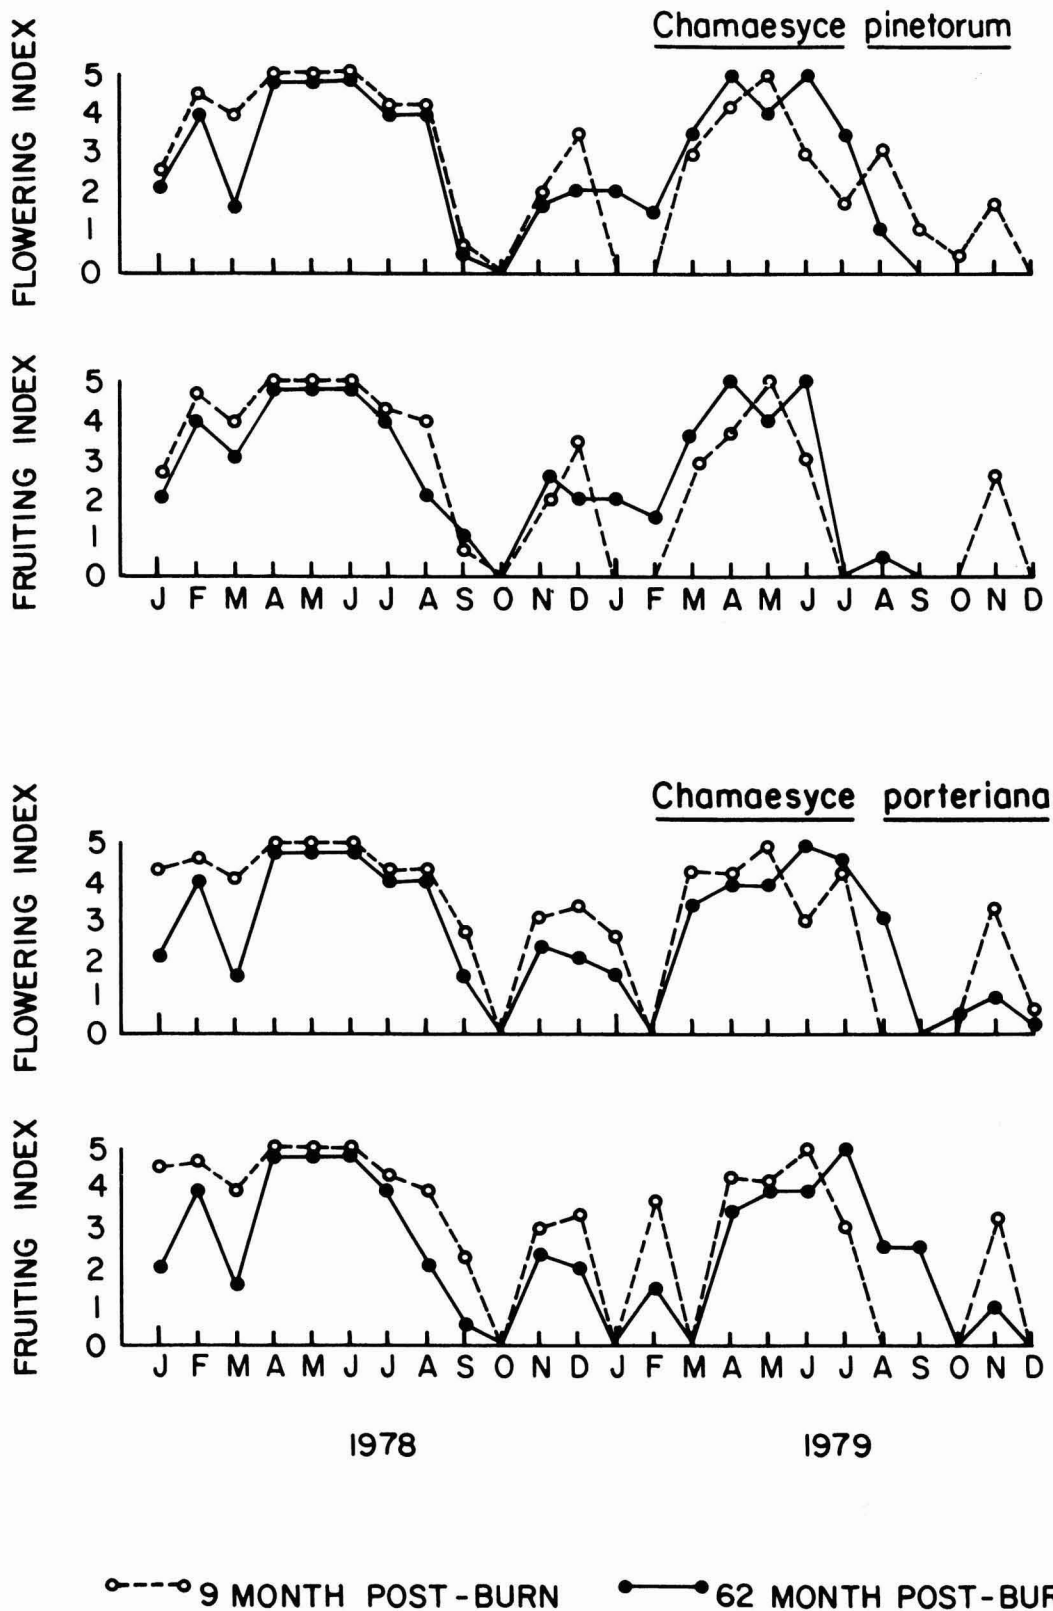 Chamaesyce pinetorum
FLOWERING INDEX
5
4
3
2
1
0
FRUITING INDEX
5
4
3
2
1
0
J F M A M J J A S O N D J F M A M J J A S O N D
Chamaesyce porteriana
FLOWERING INDEX
5
4
3
2
1
0
FRUITING INDEX
5
4
3
2
1
0
J F M A M J J A S O N D J F M A M J J A S O N D
1978 1979
9 MONTH POST-BURN 62 MONTH POST-BUR